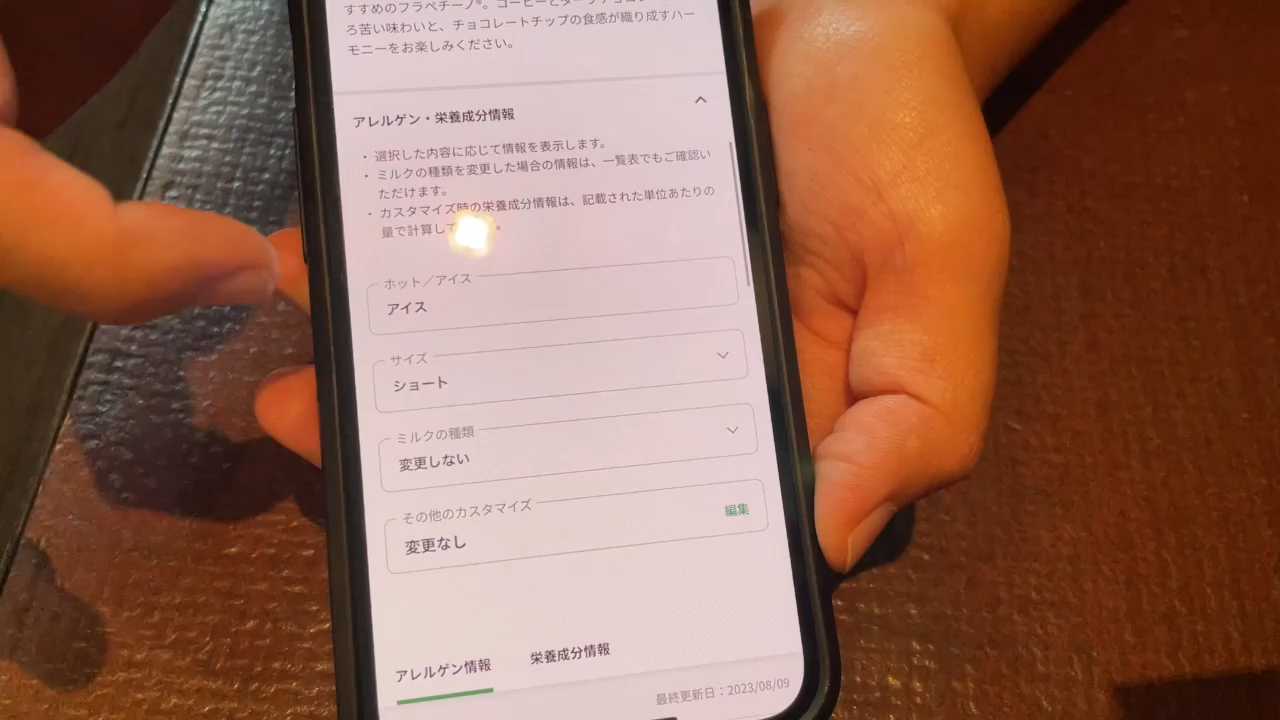 すすめのフラペチーノ®。コーヒーとダークチョコレ
ろ苦い味わいと、チョコレートチップの食感が織り成すハー
モニーをお楽しみください。
アレルゲン・栄養成分情報
・ 選択した内容に応じて情報を表示します。
・ ミルクの種類を変更した場合の情報は、一覧表でもご確認い
ただけます。
・ カスタマイズ時の栄養成分情報は、記載された単位あたりの
量で計算して 。
ホット／アイス
アイス
サイズ
ショート
ミルクの種類
変更しない
その他のカスタマイズ
変更なし 編集
アレルゲン情報 栄養成分情報
最終更新日：2023/08/09